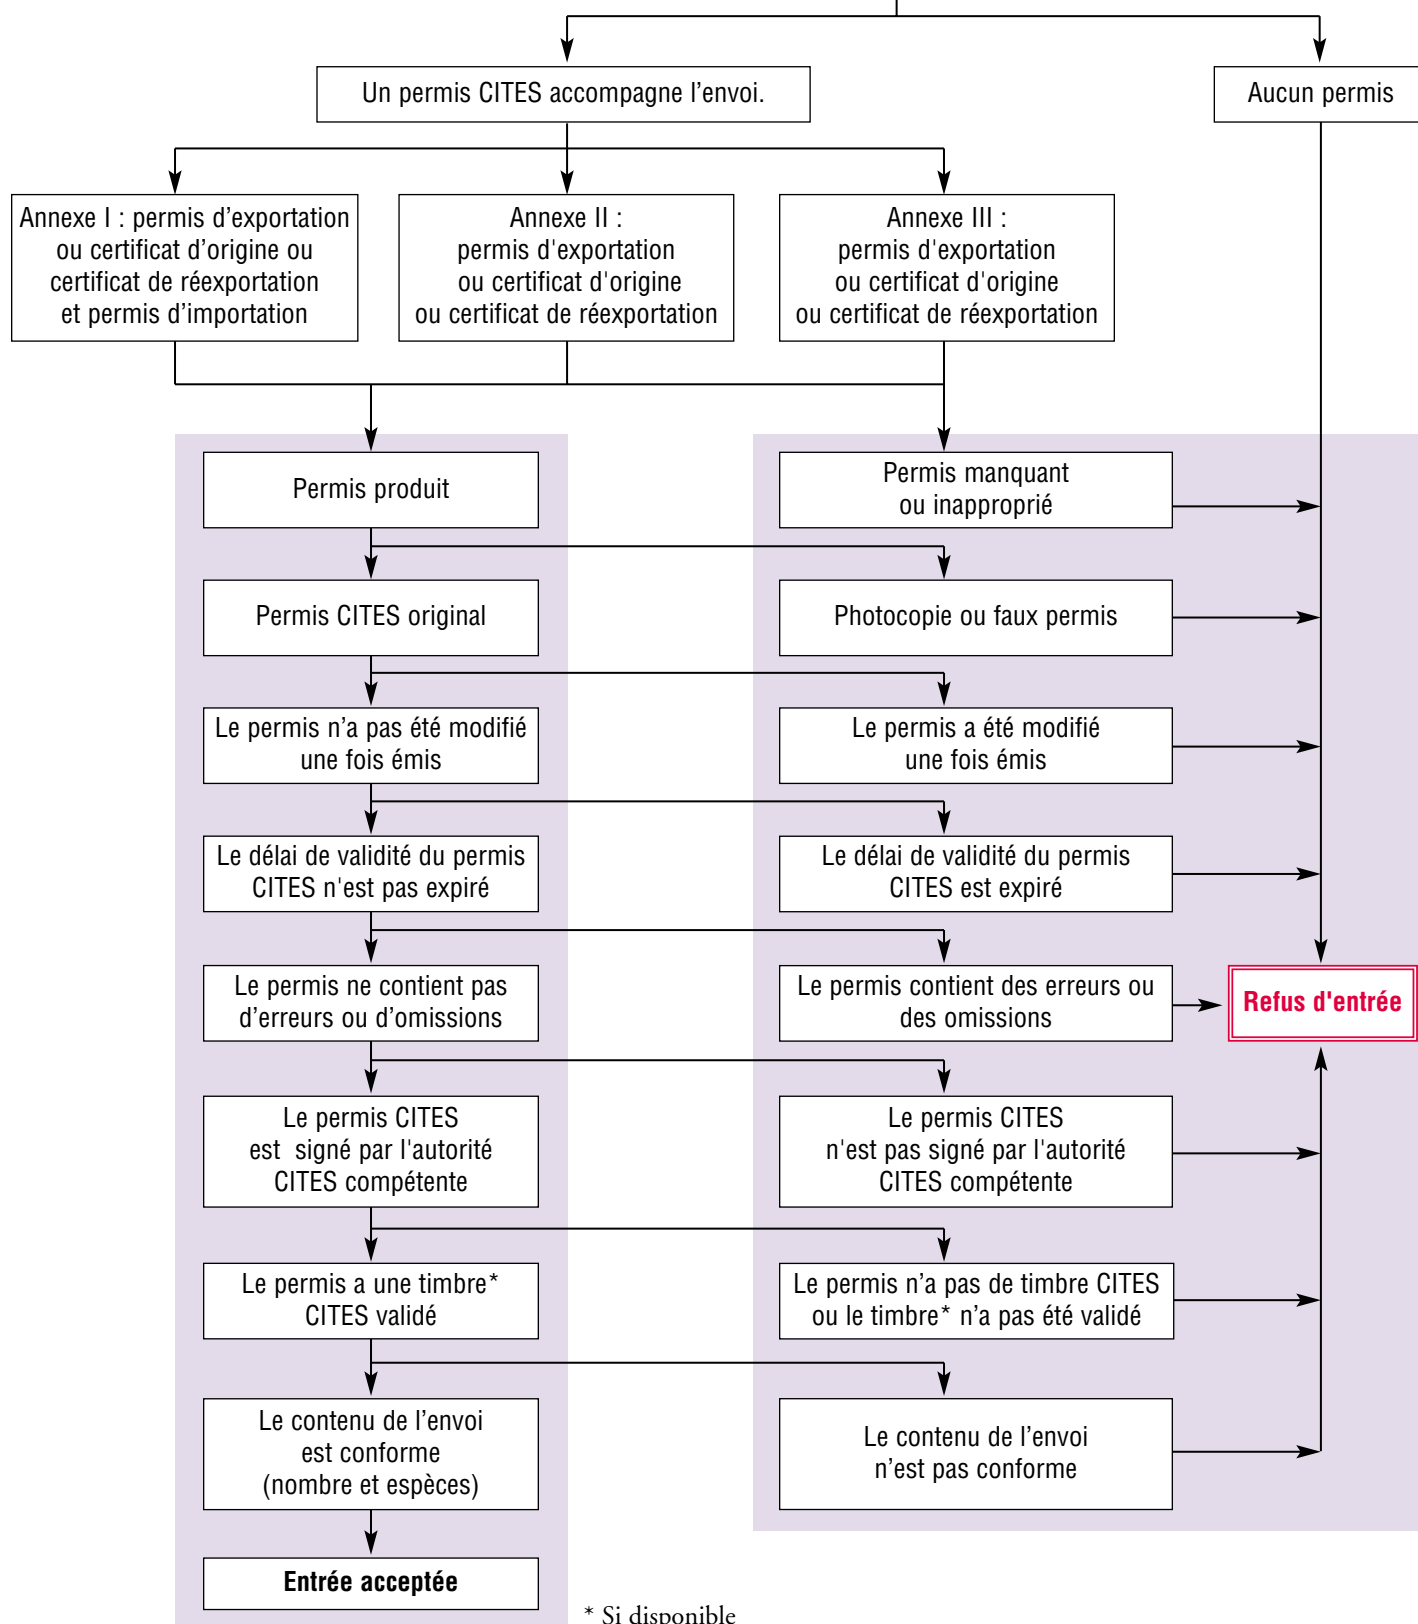 Un permis CITES accompagne l’envoi.
Aucun permis
Annexe I : permis d’exportation
ou certificat d’origine ou
certificat de réexportation
et permis d’importation
Annexe II :
permis d'exportation
ou certificat d'origine
ou certificat de réexportation
Annexe III :
permis d'exportation
ou certificat d'origine
ou certificat de réexportation
Permis produit
Permis manquant
ou inapproprié
Permis CITES original
Photocopie ou faux permis
Le permis n’a pas été modifié
une fois émis
Le permis a été modifié
une fois émis
Le délai de validité du permis
CITES n'est pas expiré
Le délai de validité du permis
CITES est expiré
Le permis ne contient pas
d’erreurs ou d’omissions
Le permis contient des erreurs ou
des omissions
Refus d'entrée
Le permis CITES
est signé par l'autorité
CITES compétente
Le permis CITES
n'est pas signé par l'autorité
CITES compétente
Le permis a une timbre*
CITES validé
Le permis n’a pas de timbre CITES
ou le timbre* n’a pas été validé
Le contenu de l’envoi
est conforme
(nombre et espèces)
Le contenu de l’envoi
n’est pas conforme
Entrée acceptée
* Si disponible